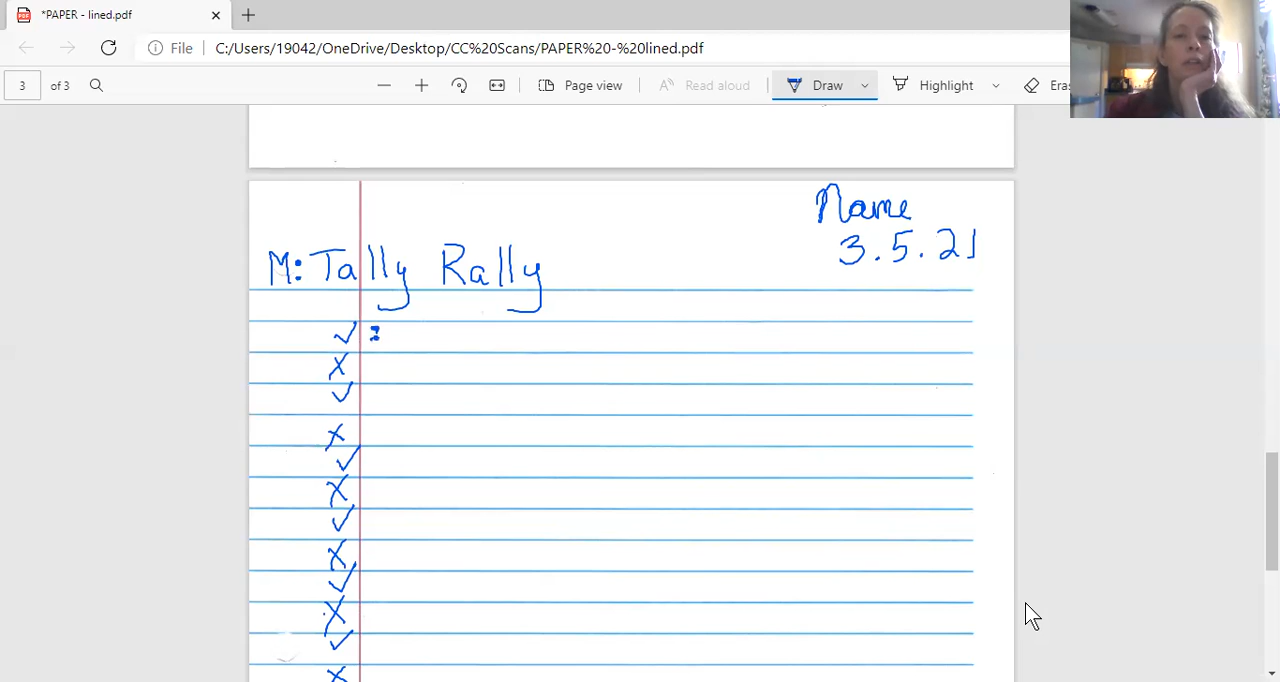 *PAPER - lined.pdf
File C:/Users/19042/OneDrive/Desktop/CC%20Scans/PAPER%20-%20lined.pdf
3 of 3 Page view Read aloud Draw Highlight Eras
Name
3.5.21
M: Tally Rally
✓ :
X
✓
X
✓
X
✓
X
✓
X
✓
X